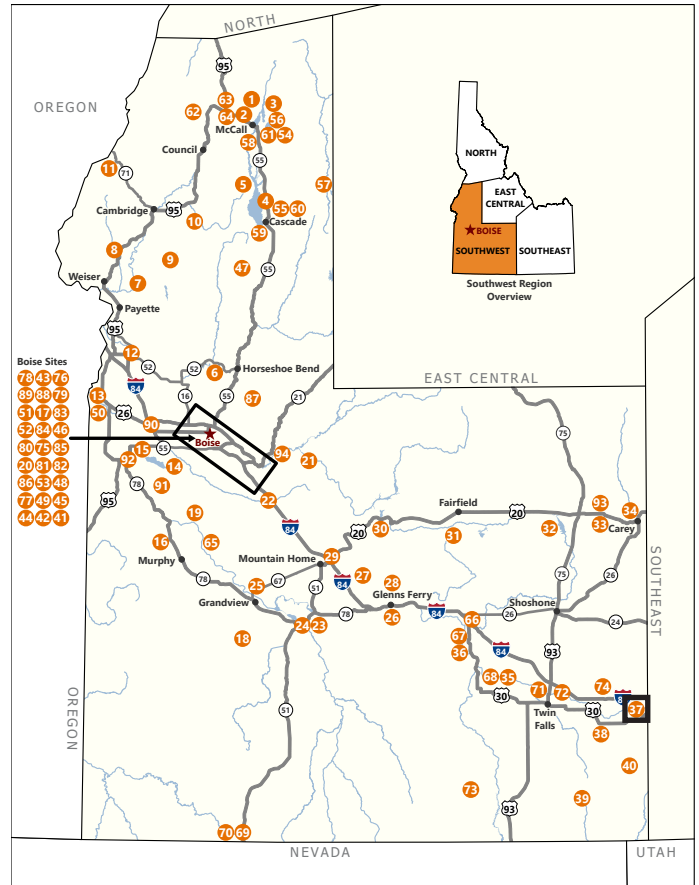 NORTH
95
OREGON
63
1
3
62
64
2
56
McCall
61
54
Council
58
55
11
71
5
57
4
Cambridge
95
55
60
10
Cascade
59
8
9
47
55
Weiser
7
Payette
95
12
Boise Sites
52
52
6
Horseshoe Bend
78 43 76
84
89 88 79
13
16
55
87
21
51 17 83
50
26
52 84 46
90
Boise
80 75 85
15
55
94
21
20 81 82
92
14
86 53 48
78
91
77 49 45
95
22
44 42 41
19
84
NORTH
EAST
CENTRAL
BOISE
SOUTHWEST
SOUTHEAST
Southwest Region
Overview
EAST CENTRAL
75
Fairfield
20
93
34
20
30
31
32
33
Carey
16
65
29
Murphy
Mountain Home
78
67
51
84
27
28
75
26
SOUTHEAST
25
Grandview
Glenns Ferry
78
26
84
66
26
Shoshone
24
24
23
18
67
36
84
93
68
35
71
72
74
84
30
30
37
Twin
Falls
38
OREGON
51
40
73
39
93
70
69
NEVADA
UTAH